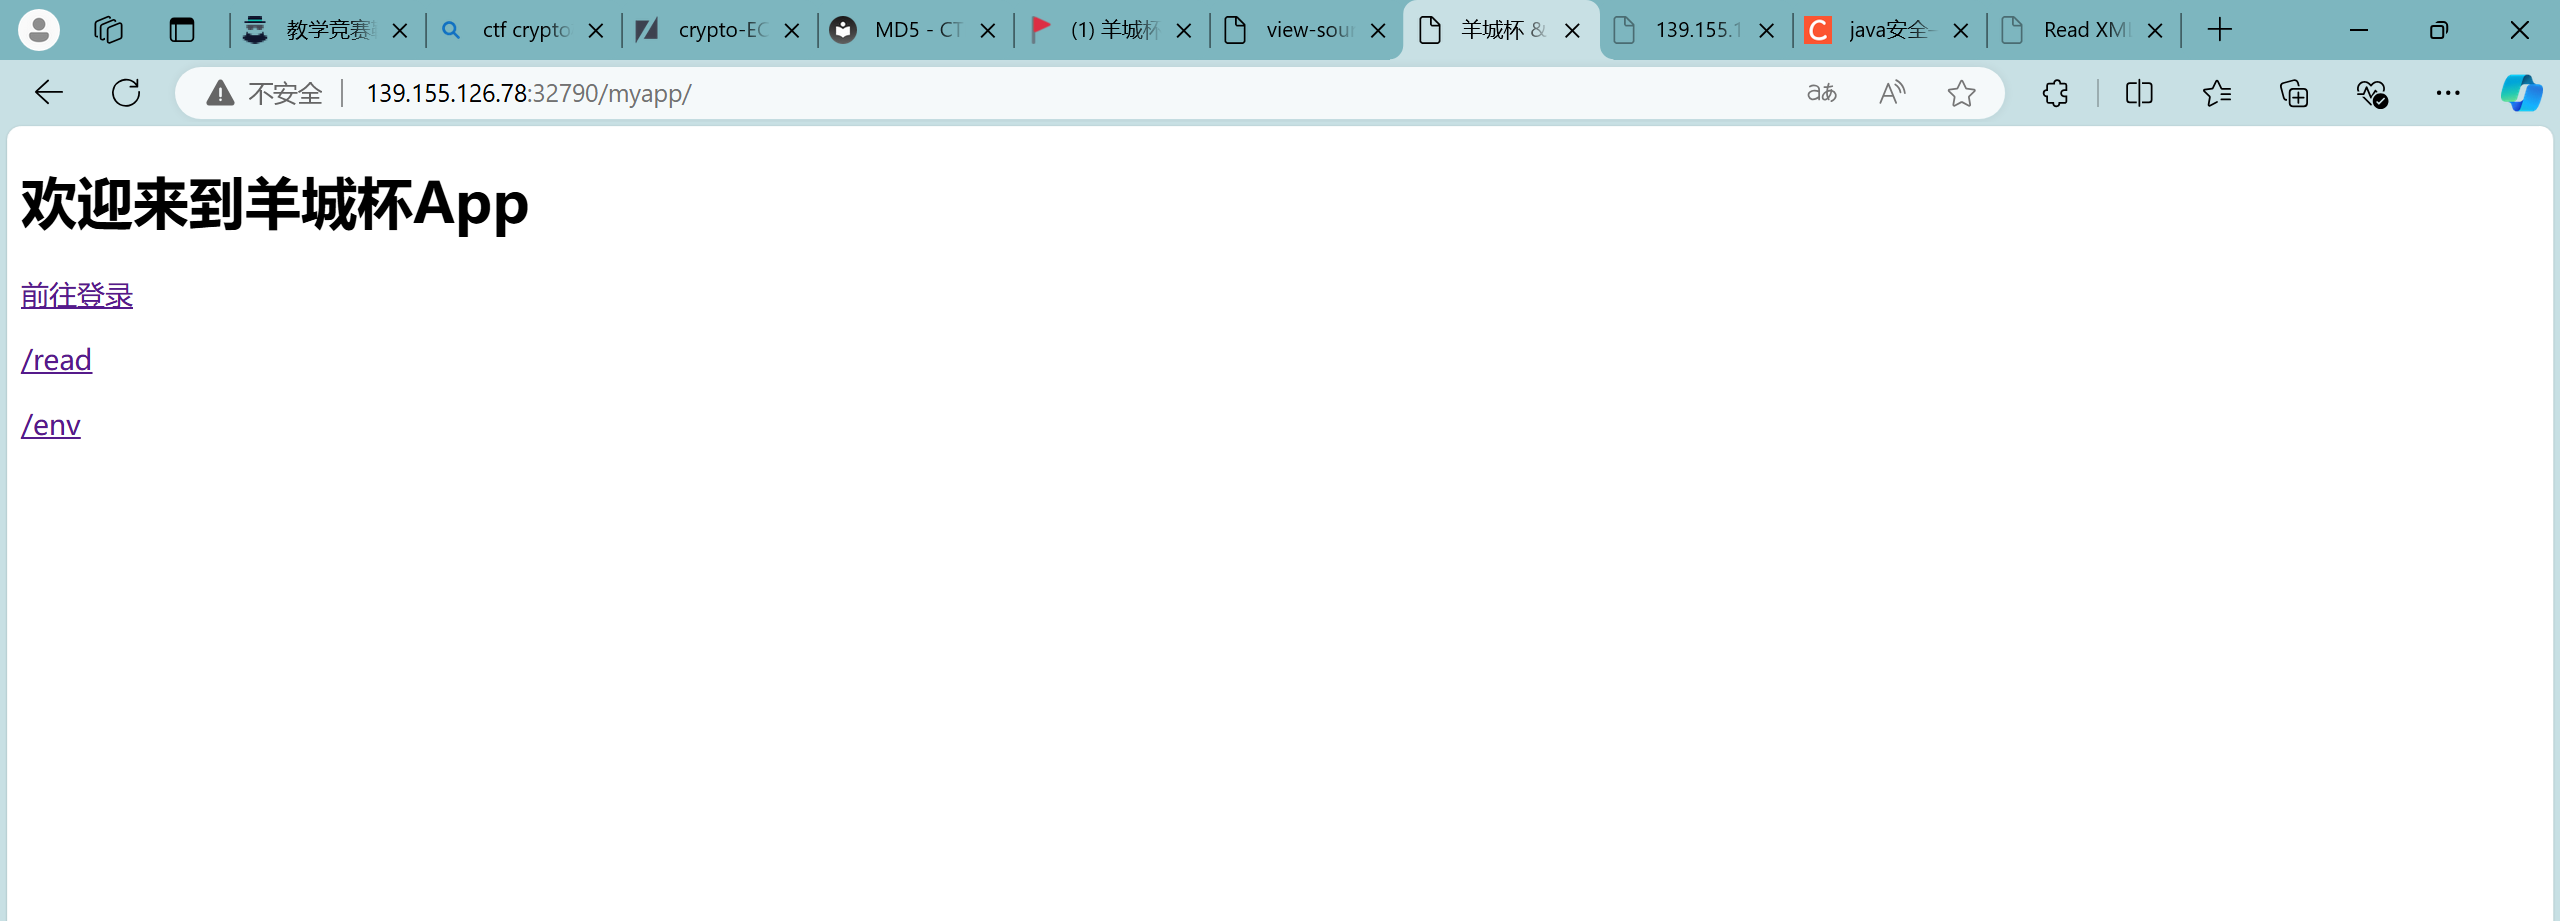 教学竞赛
ctf crypto
crypto-EC
MD5 - CT
(1) 羊城杯
view-sour
羊城杯 &
139.155.1
java安全-
Read XMl
不安全
139.155.126.78:32790/myapp/
欢迎来到羊城杯App
前往登录
/read
/env